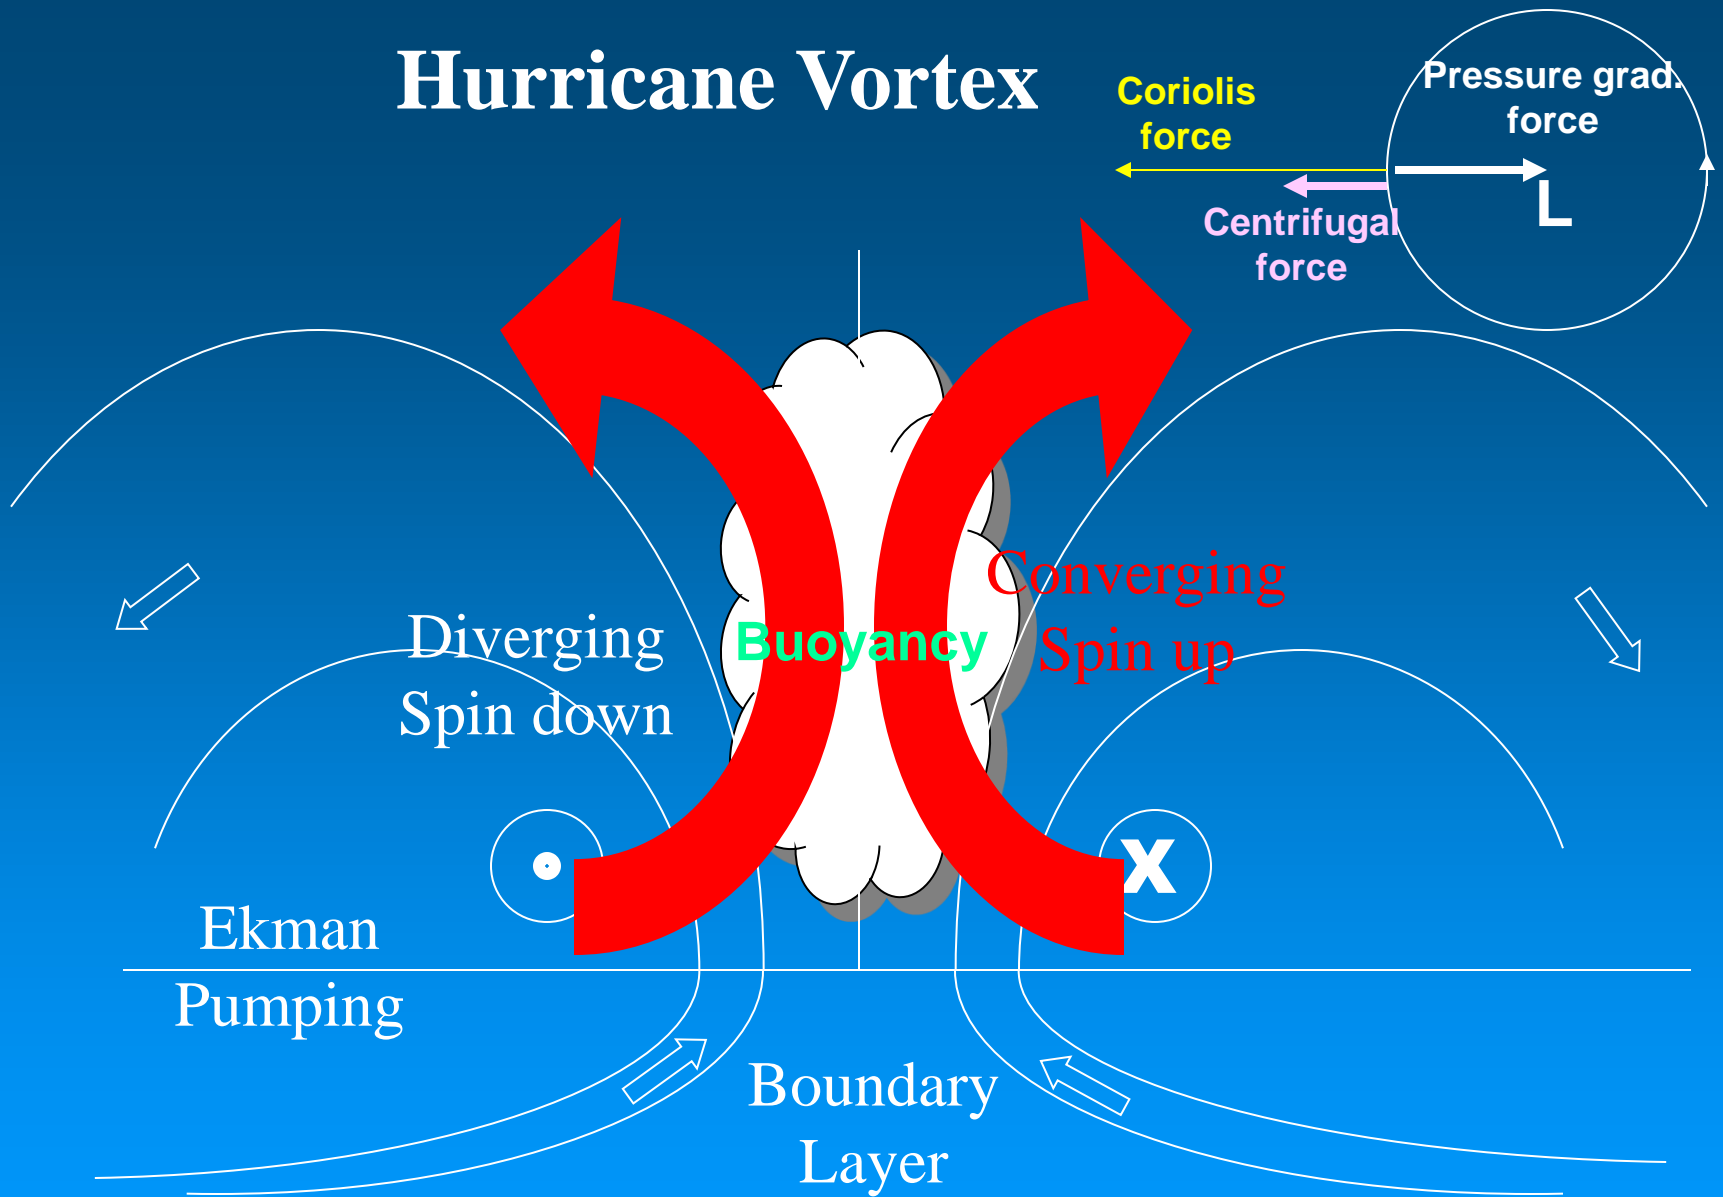 Hurricane Vortex
Coriolis
force
Pressure grad.
force
L
Centrifugal
force
Converging
Spin up
Diverging
Spin down
Buoyancy
X
Ekman
Pumping
Boundary
Layer